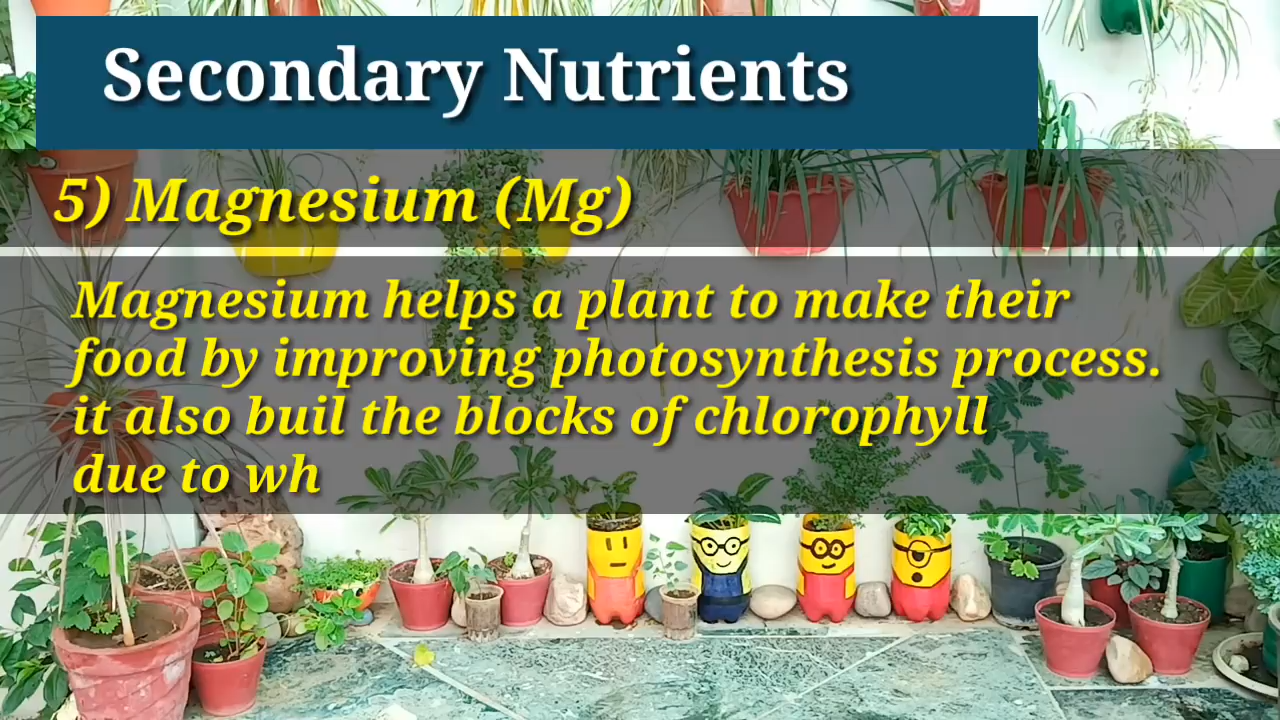 Secondary Nutrients
5) Magnesium (Mg)
Magnesium helps a plant to make their
food by improving photosynthesis process.
it also buil the blocks of chlorophyll
due to wh